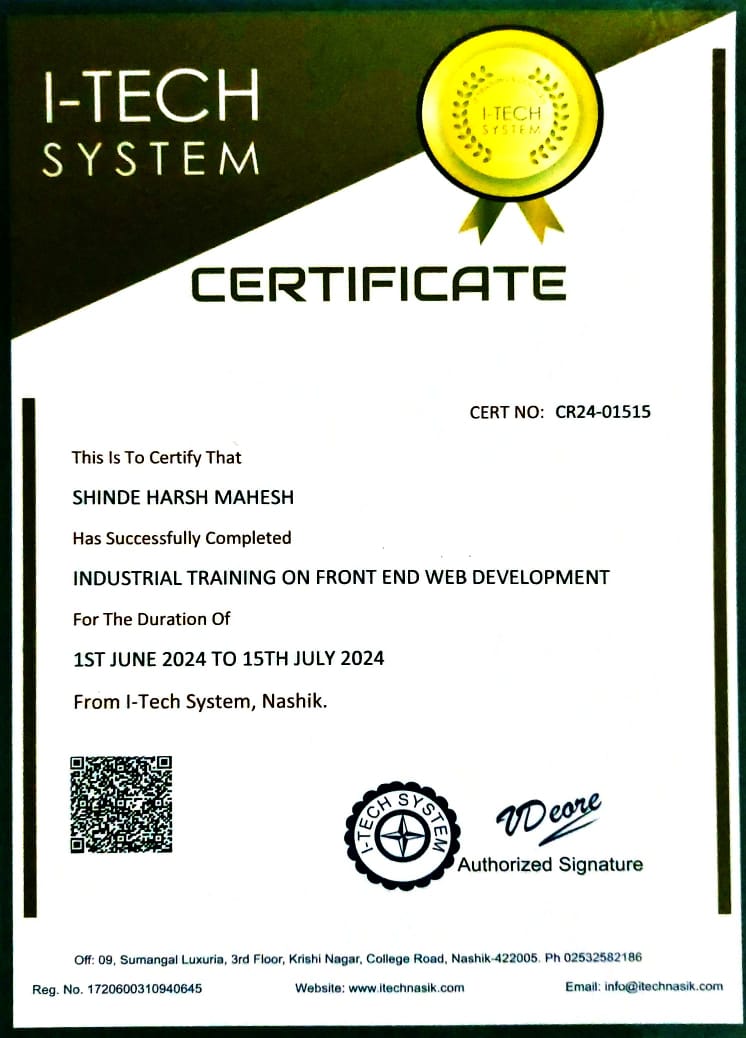 I-TECH
SYSTEM
I-TECH
SYSTEM
CERTIFICATE
CERT NO: CR24-01515
This Is To Certify That
SHINDE HARSH MAHESH
Has Successfully Completed
INDUSTRIAL TRAINING ON FRONT END WEB DEVELOPMENT
For The Duration Of
1ST JUNE 2024 TO 15TH JULY 2024
From I-Tech System, Nashik.
I-TECH SYSTEM
VDeore
Authorized Signature
Off: 09, Sumangal Luxuria, 3rd Floor, Krishi Nagar, College Road, Nashik-422005. Ph 02532582186
Reg. No. 1720600310940645 Website: www.itechnasik.com Email: info@itechnasik.com